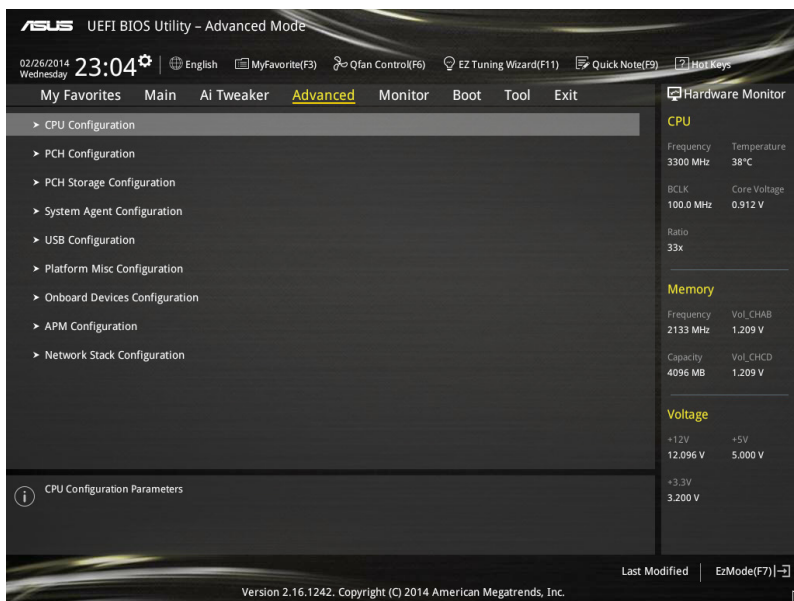 ASUS UEFI BIOS Utility – Advanced Mode
02/26/2014
Wednesday 23:04 English MyFavorite(F3) Qfan Control(F6) EZ Tuning Wizard(F11) Quick Note(F9) ? Hot Keys
My Favorites Main Ai Tweaker Advanced Monitor Boot Tool Exit
> CPU Configuration
> PCH Configuration
> PCH Storage Configuration
> System Agent Configuration
> USB Configuration
> Platform Misc Configuration
> Onboard Devices Configuration
> APM Configuration
> Network Stack Configuration
i CPU Configuration Parameters
Hardware Monitor
CPU
Frequency Temperature
3300 MHz 38°C
BCLK Core Voltage
100.0 MHz 0.912 V
Ratio
33x
Memory
Frequency Vol_CHAB
2133 MHz 1.209 V
Capacity Vol_CHCD
4096 MB 1.209 V
Voltage
+12V +5V
12.096 V 5.000 V
+3.3V
3.200 V
Last Modified EzMode(F7)
Version 2.16.1242. Copyright (C) 2014 American Megatrends, Inc.